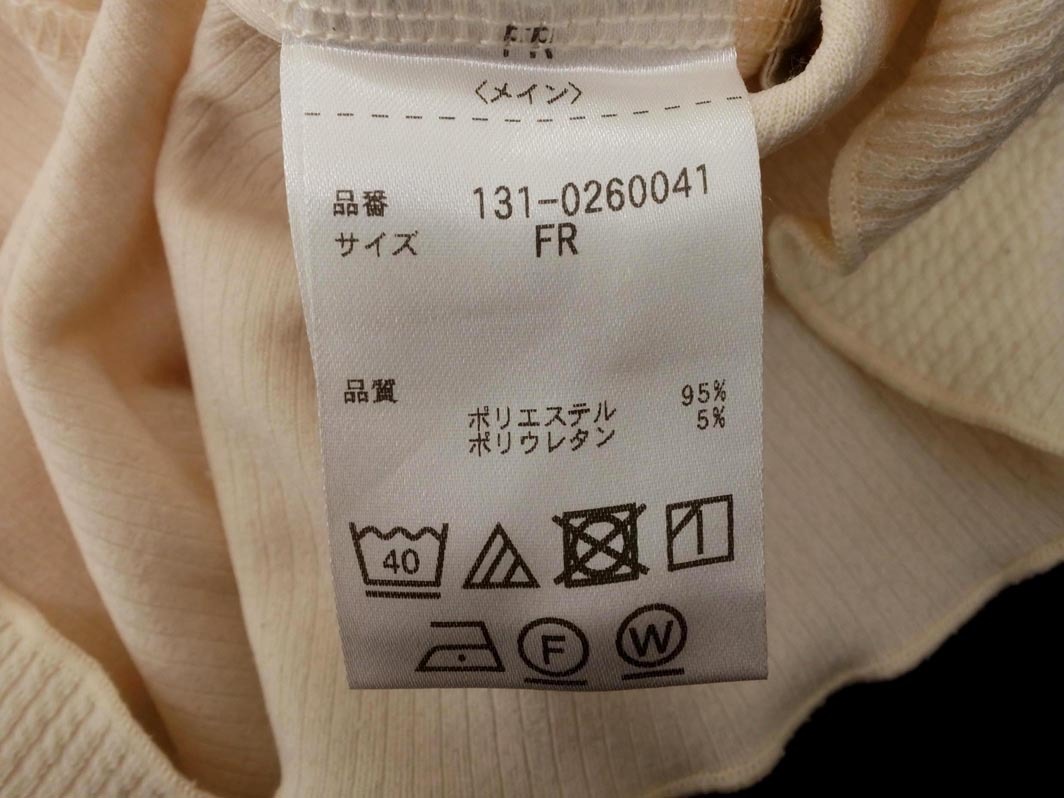 FR
〈メイン〉
品番 131-0260041
サイズ FR
品質
ポリエステル 95%
ポリウレタン 5%
40
F W